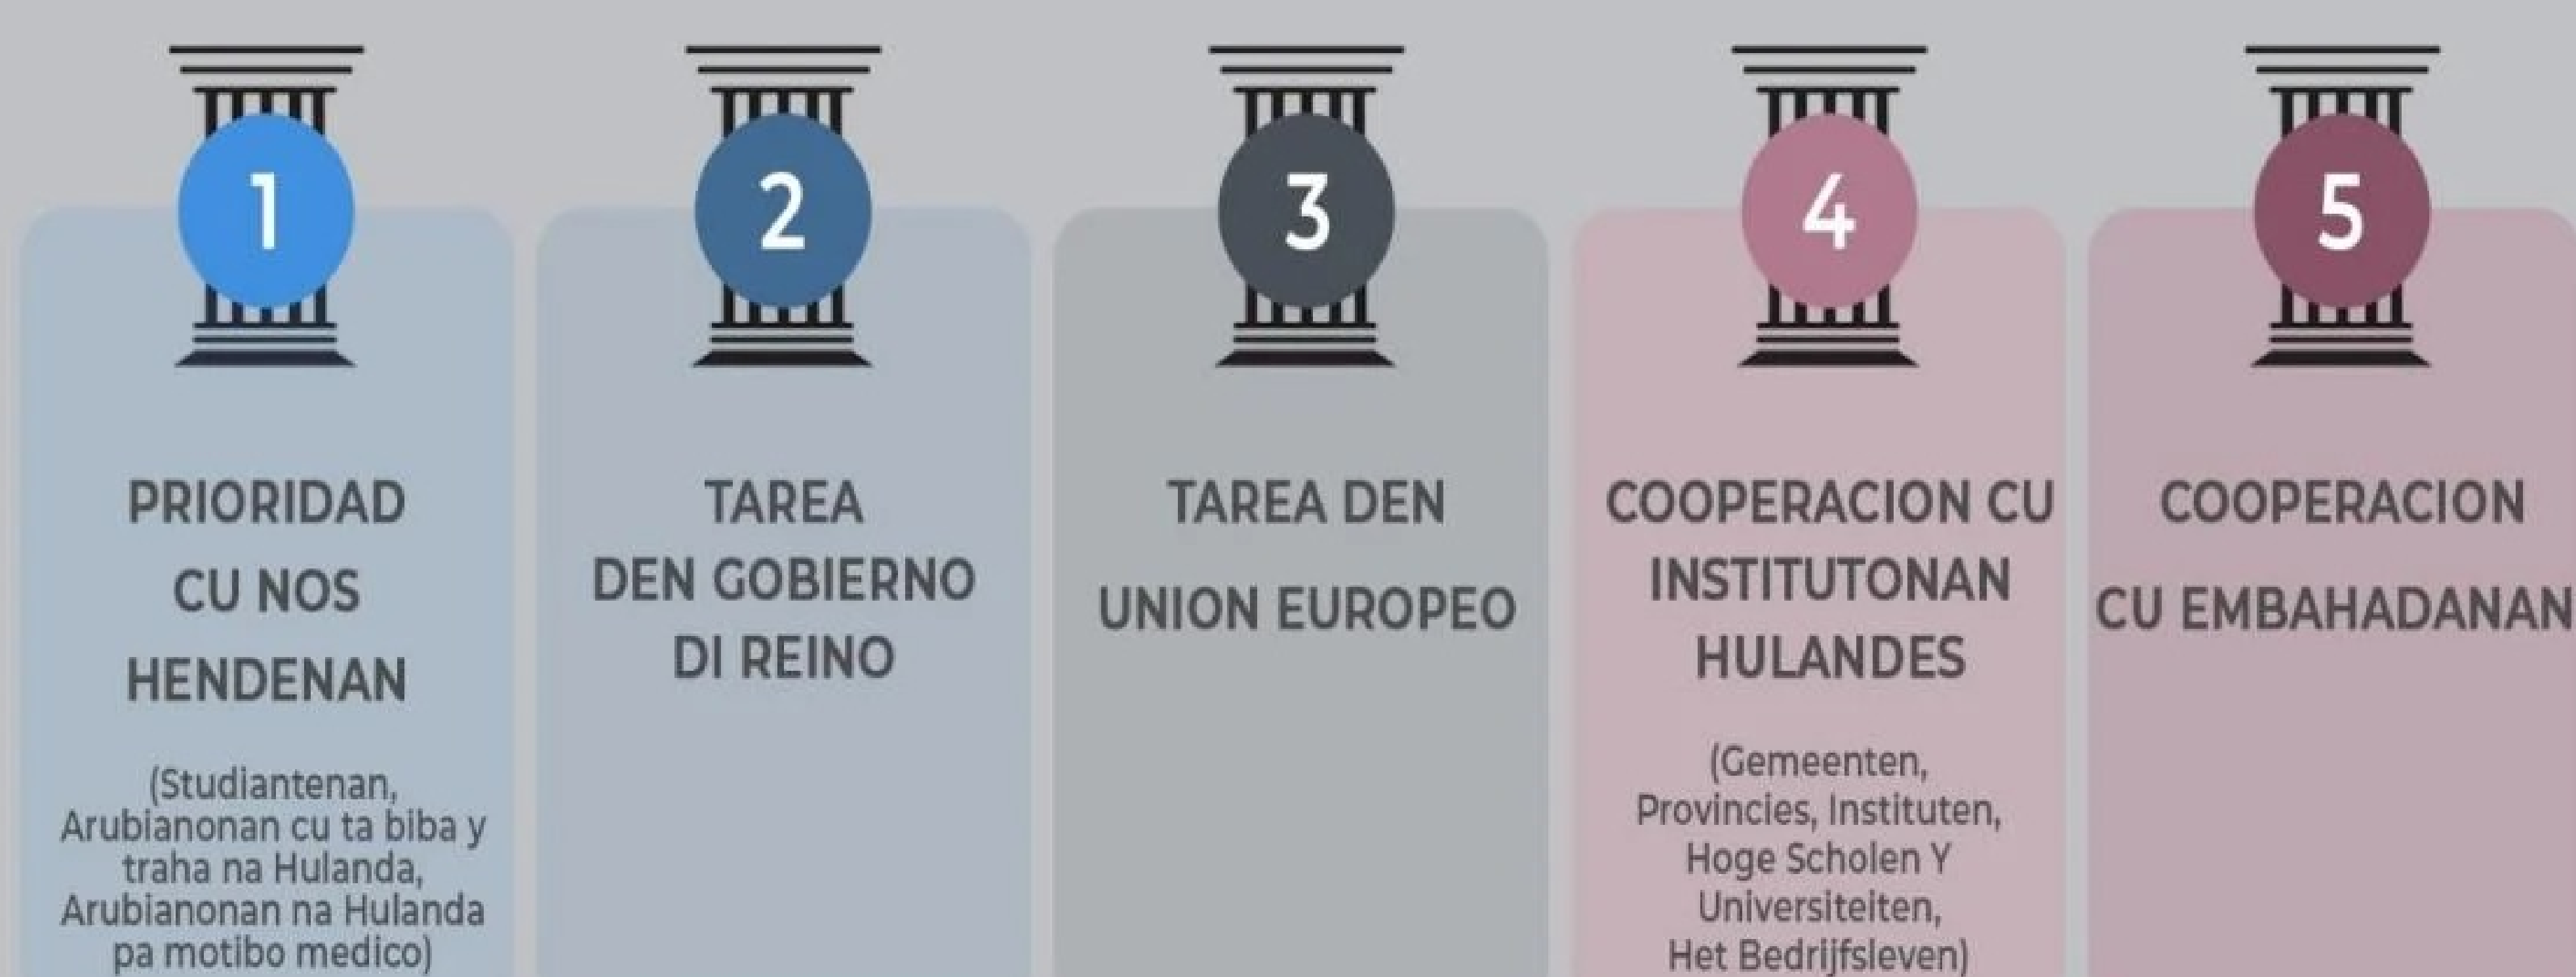 1
PRIORIDAD
CU NOS
HENDENAN
(Studiantenan,
Arubianonan cu ta biba y
traha na Hulanda,
Arubianonan na Hulanda
pa motibo medico)
2
TAREA
DEN GOBIERNO
DI REINO
3
TAREA DEN
UNION EUROPEO
4
COOPERACION CU
INSTITUTONAN
HULANDES
(Gemeenten,
Provincies, Instituten,
Hoge Scholen Y
Universiteiten,
Het Bedrijfsleven)
5
COOPERACION
CU EMBAHADANAN